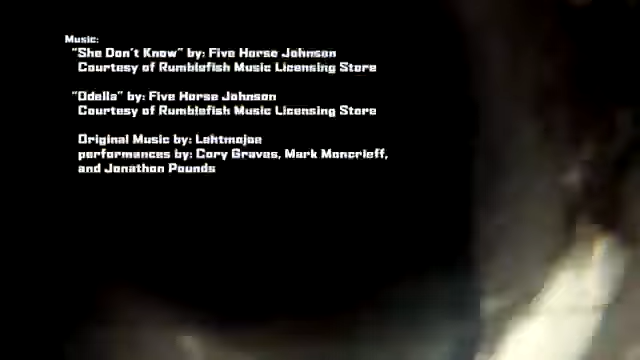 Music:
"She Don't Know" by: Five Horse Johnson
Courtesy of Rumblefish Music Licensing Store
"Odella" by: Five Horse Johnson
Courtesy of Rumblefish Music Licensing Store
Original Music by: Lahtmojoe
performances by: Cory Graves, Mark Moncrieff,
and Jonathon Pounds